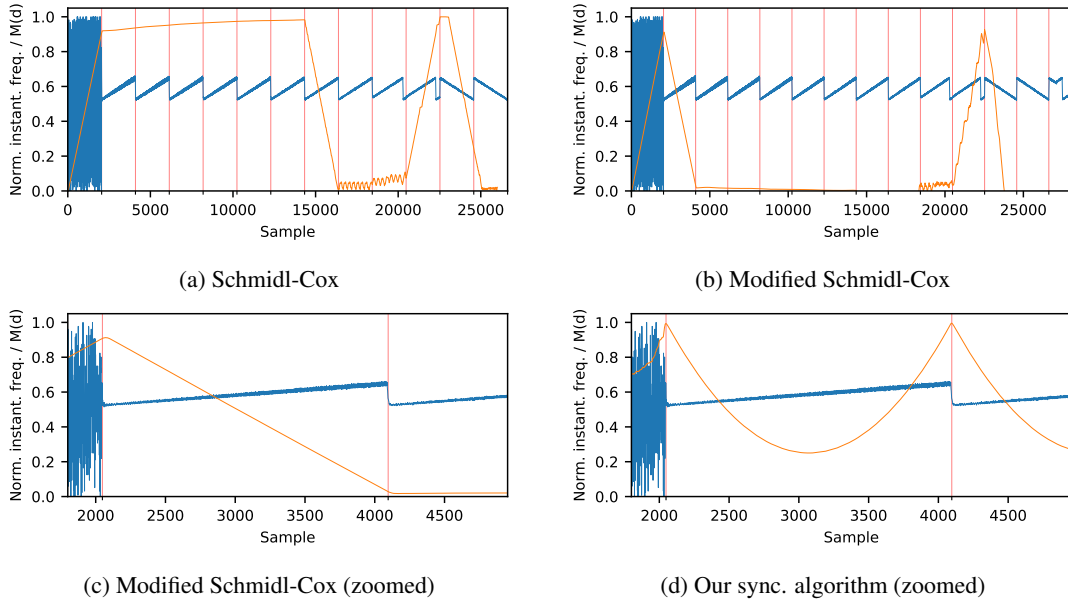 Norm. instant. freq. / M(d)
1.0
0.8
0.6
0.4
0.2
0.0
0 5000 10000 15000 20000 25000
Sample
(a) Schmidl-Cox
Norm. instant. freq. / M(d)
1.0
0.8
0.6
0.4
0.2
0.0
0 5000 10000 15000 20000 25000
Sample
(b) Modified Schmidl-Cox
Norm. instant. freq. / M(d)
1.0
0.8
0.6
0.4
0.2
0.0
2000 2500 3000 3500 4000 4500
Sample
(c) Modified Schmidl-Cox (zoomed)
Norm. instant. freq. / M(d)
1.0
0.8
0.6
0.4
0.2
0.0
2000 2500 3000 3500 4000 4500
Sample
(d) Our sync. algorithm (zoomed)